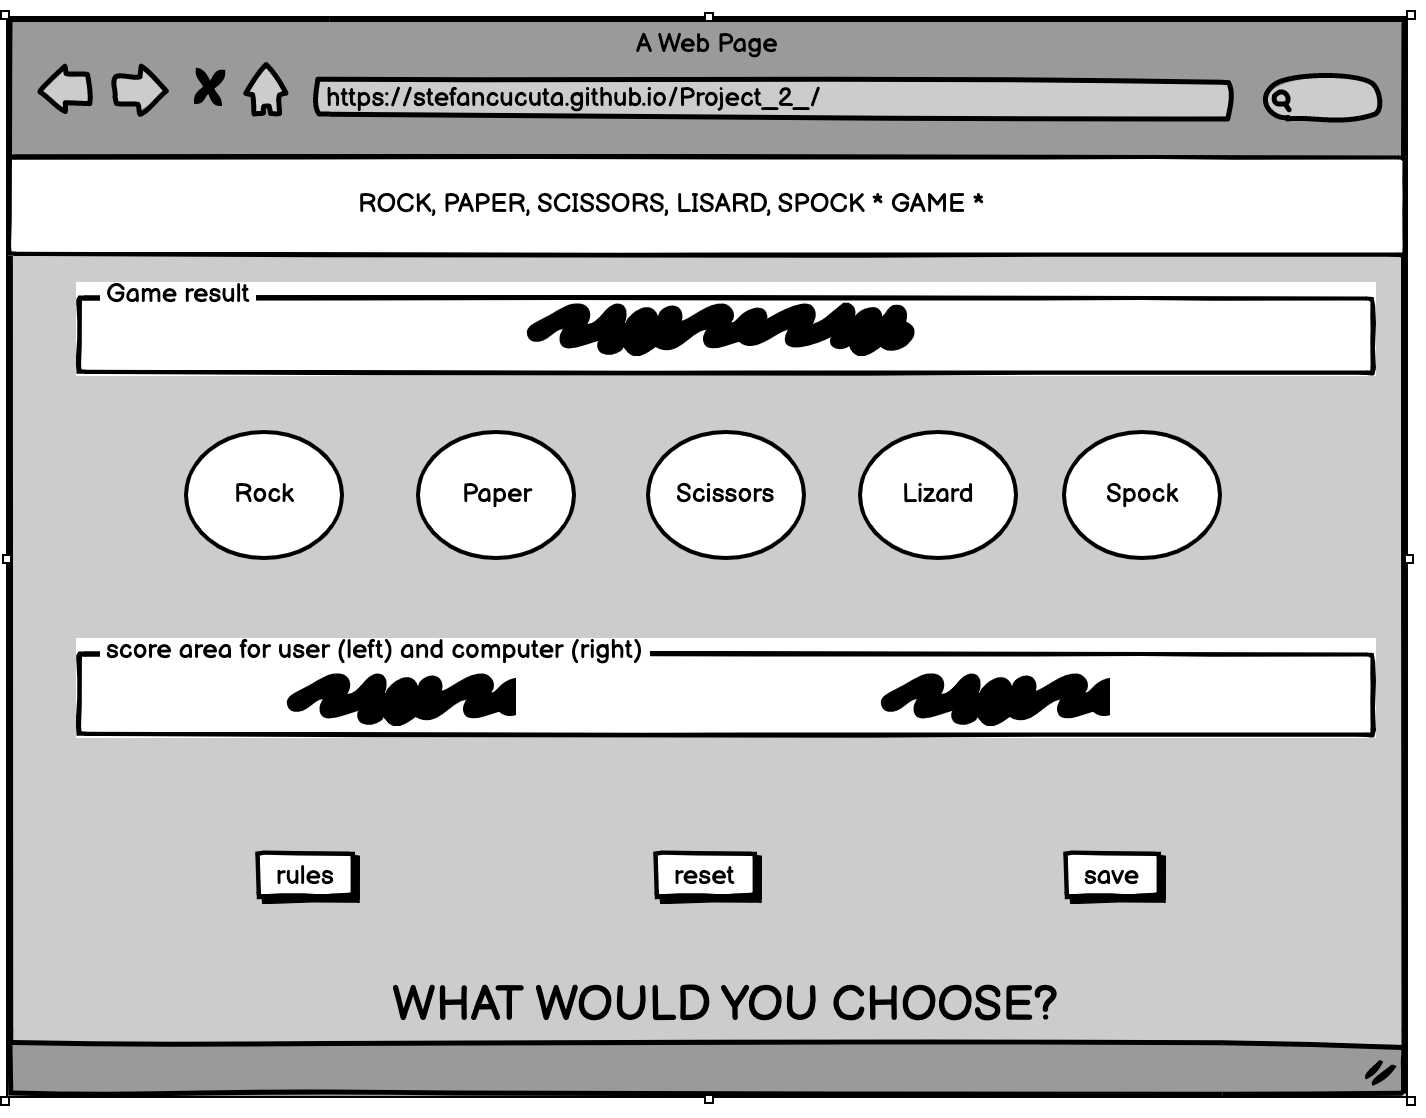 A Web Page
https://stefancucuta.github.io/Project_2_/
ROCK, PAPER, SCISSORS, LISARD, SPOCK * GAME *
Game result
Rock Paper Scissors Lizard Spock
score area for user (left) and computer (right)
rules reset save
WHAT WOULD YOU CHOOSE?